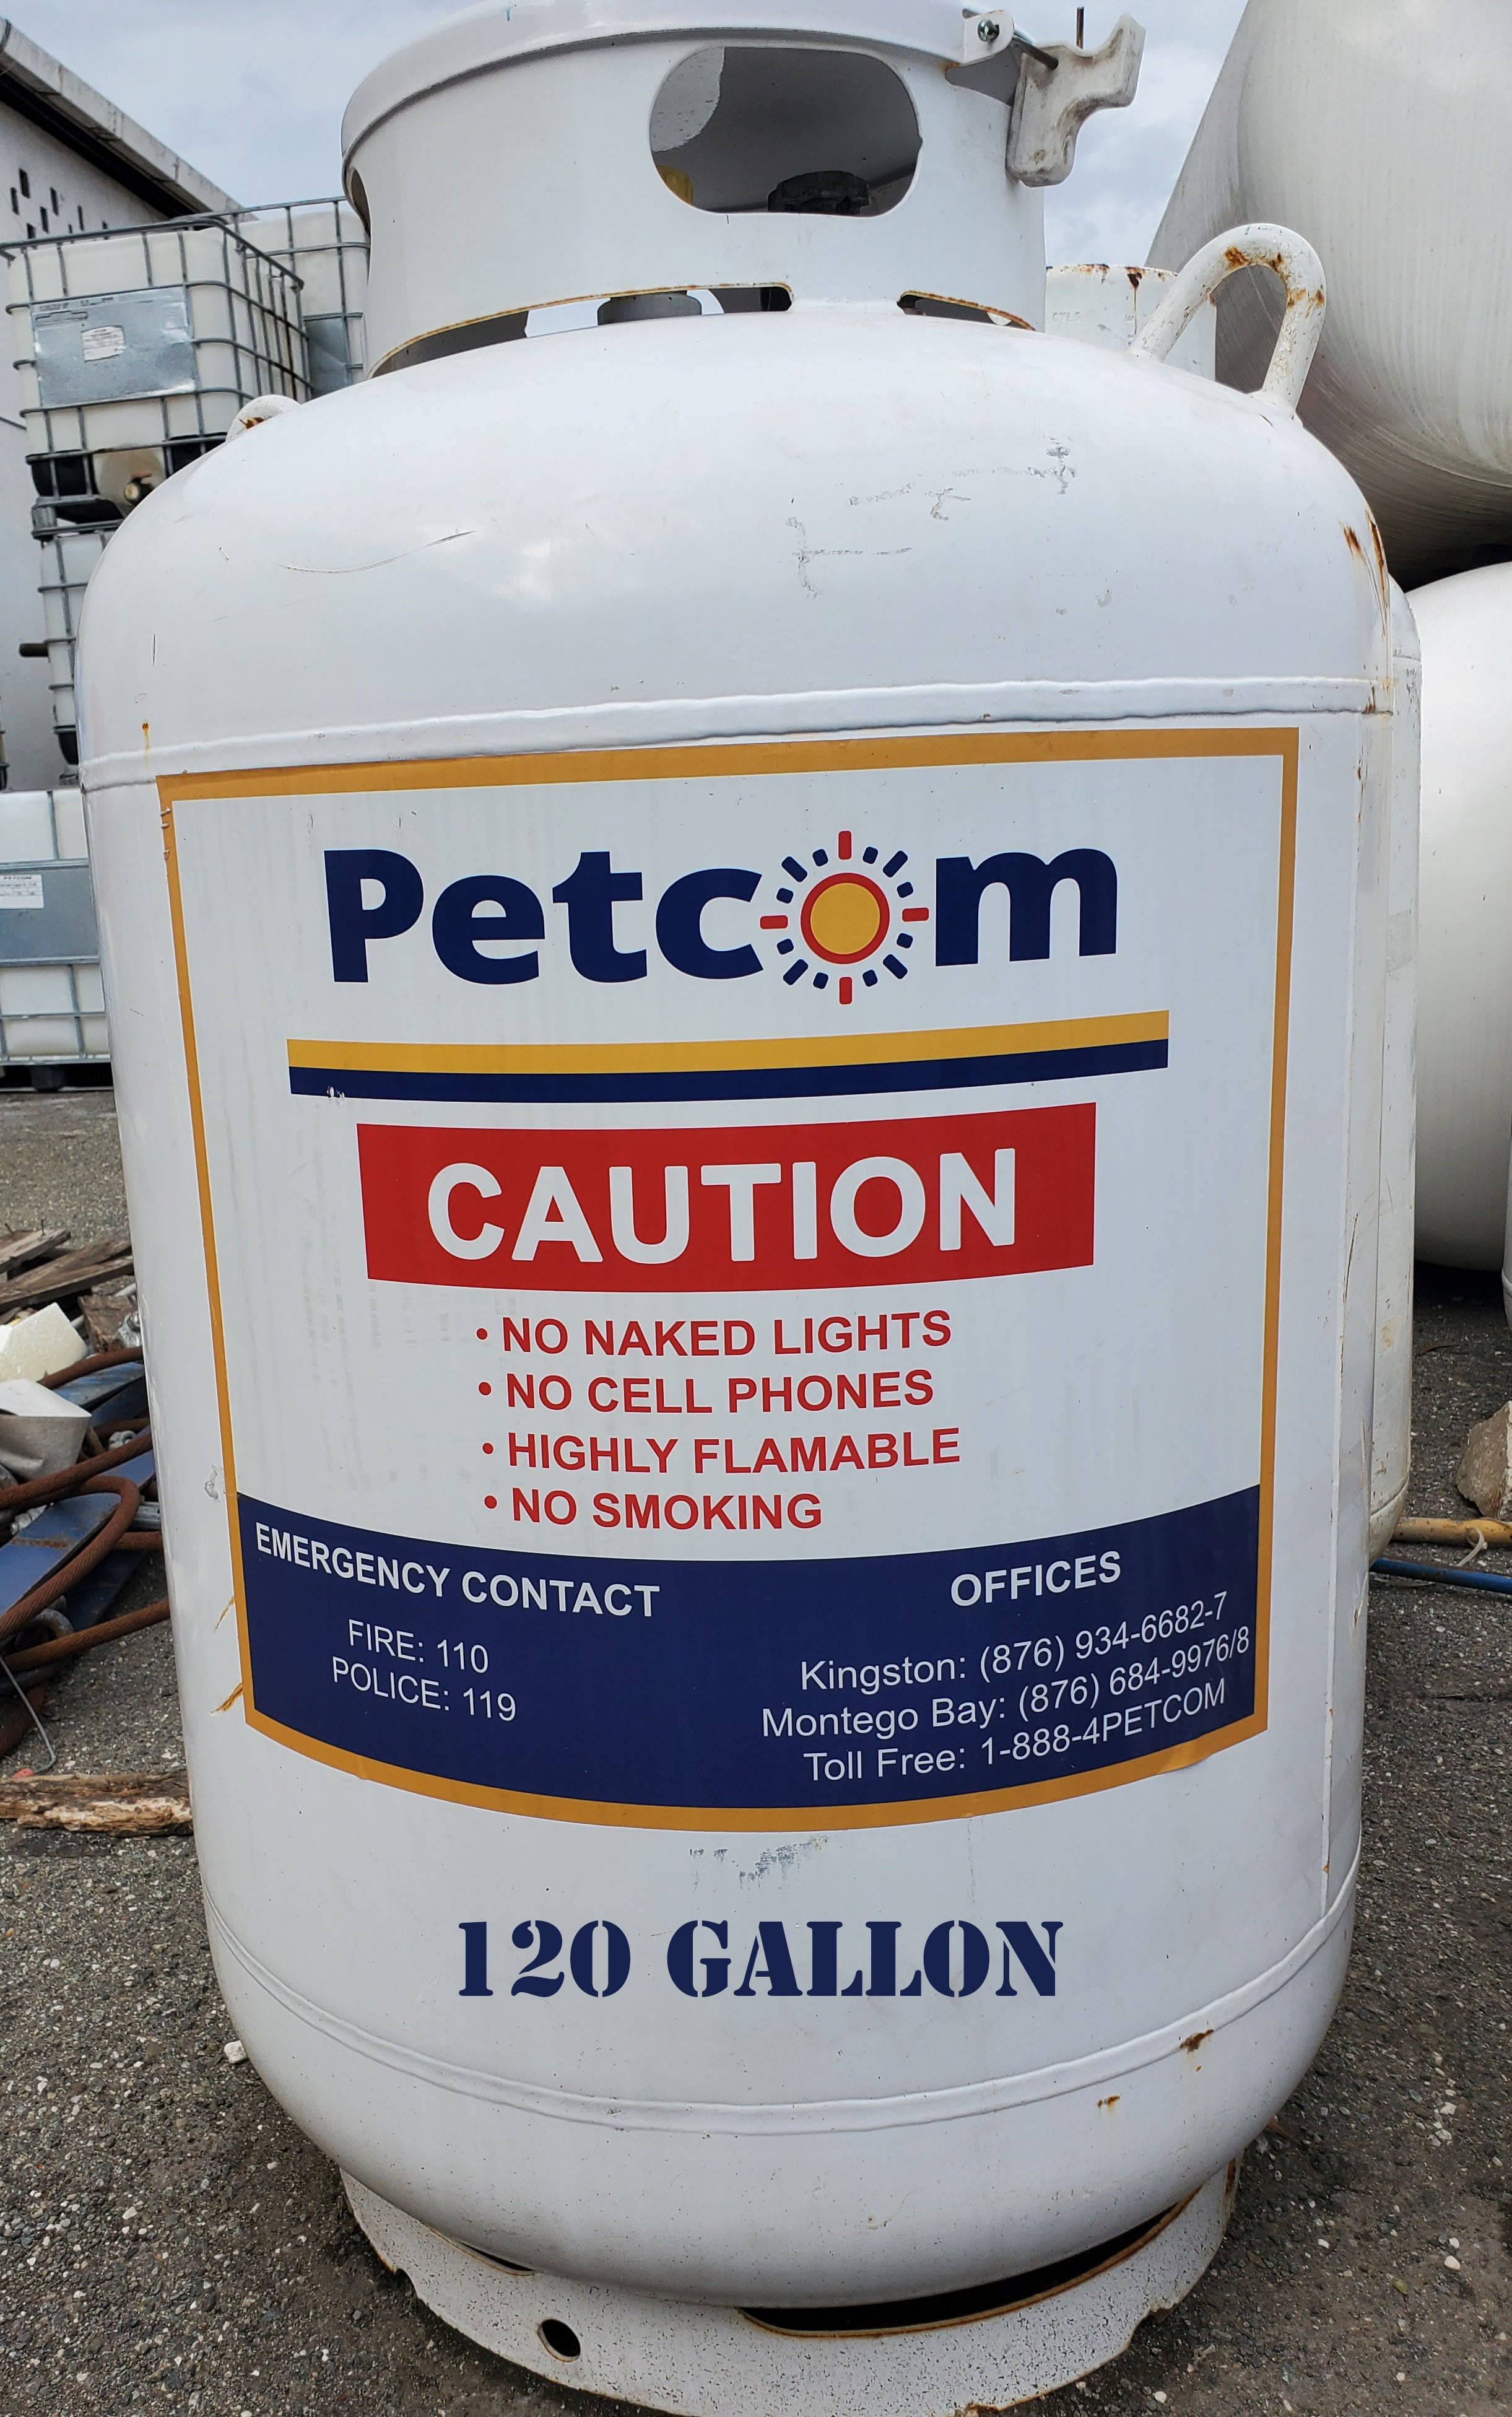 Petcom
CAUTION
• NO NAKED LIGHTS
• NO CELL PHONES
• HIGHLY FLAMABLE
• NO SMOKING
EMERGENCY CONTACT
FIRE: 110
POLICE: 119
OFFICES
Kingston: (876) 934-6682-7
Montego Bay: (876) 684-9976/8
Toll Free: 1-888-4PETCOM
120 GALLON